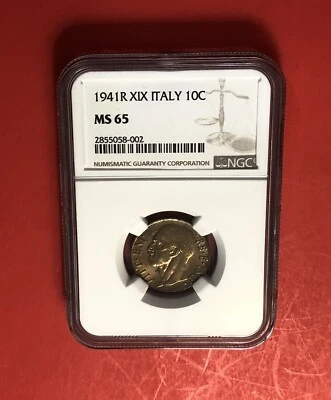 1941R XIX ITALY 10C
MS 65
2855058-002
NUMISMATIC GUARANTY CORPORATION
NGC